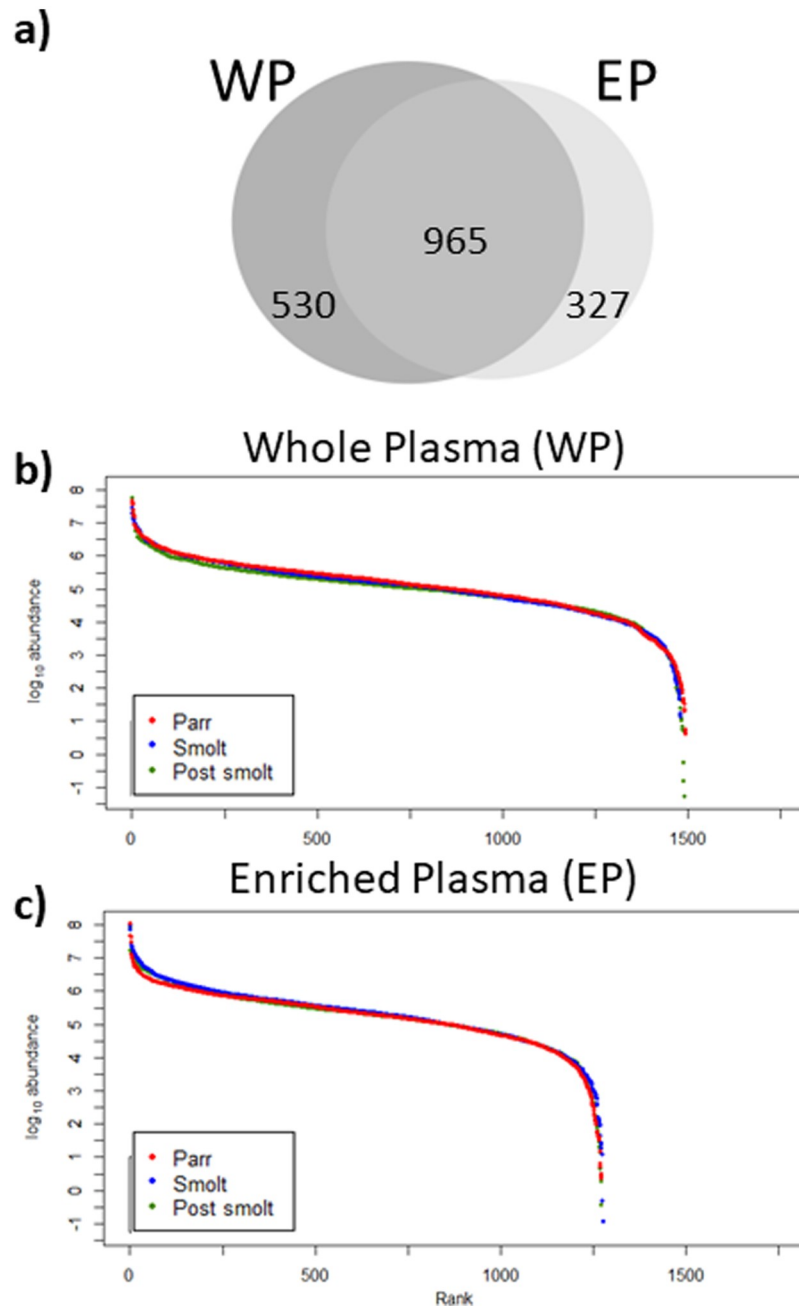 a)
WP EP
965
530 327
b) Whole Plasma (WP)
8
7
6
5
4
3
2
1
0
-1
log10 abundance
Parr
Smolt
Post smolt
0 500 1000 1500
c) Enriched Plasma (EP)
8
7
6
5
4
3
2
1
0
-1
log10 abundance
Parr
Smolt
Post smolt
0 500 1000 1500
Rank